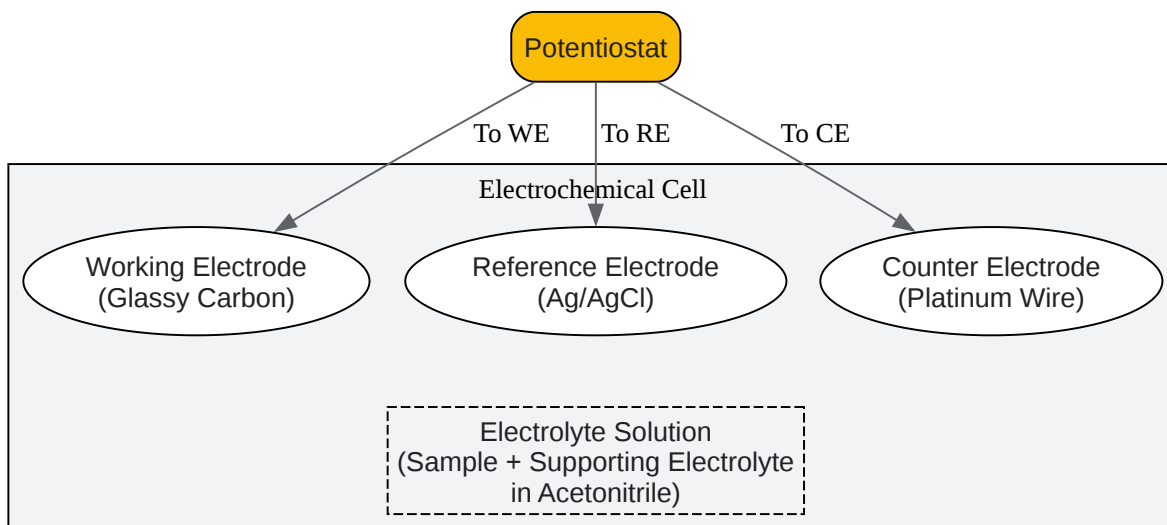 Potentiostat
To WE
To RE
To CE
Electrochemical Cell
Working Electrode
(Glassy Carbon)
Reference Electrode
(Ag/AgCl)
Counter Electrode
(Platinum Wire)
Electrolyte Solution
(Sample + Supporting Electrolyte
in Acetonitrile)